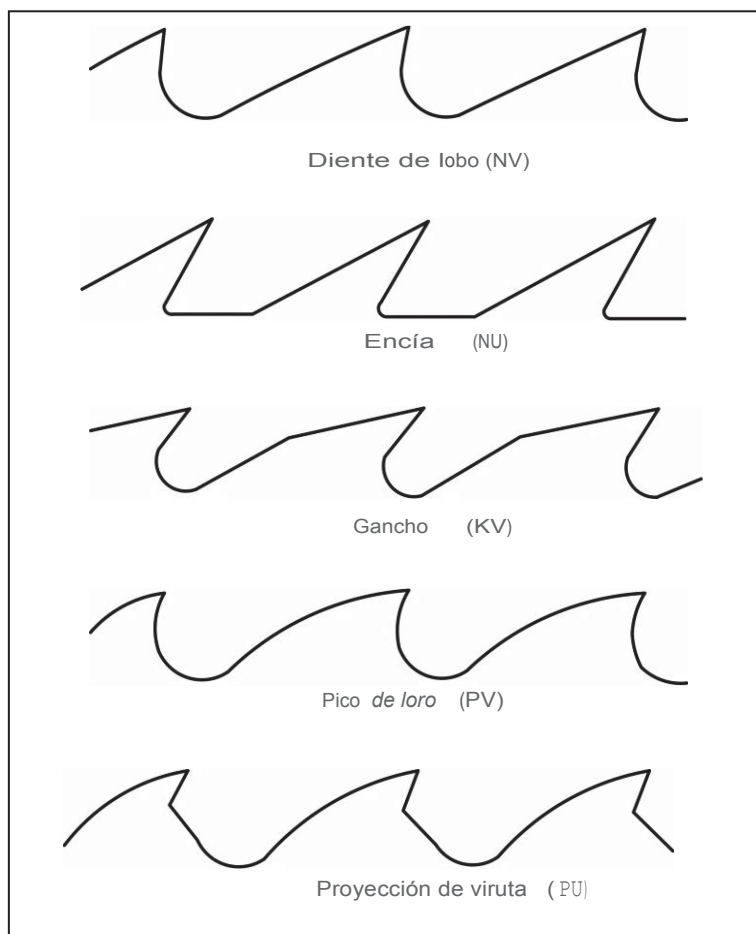 Diente de lobo (NV)
Encía (NU)
Gancho (KV)
Pico de loro (PV)
Proyección de viruta ( PU)